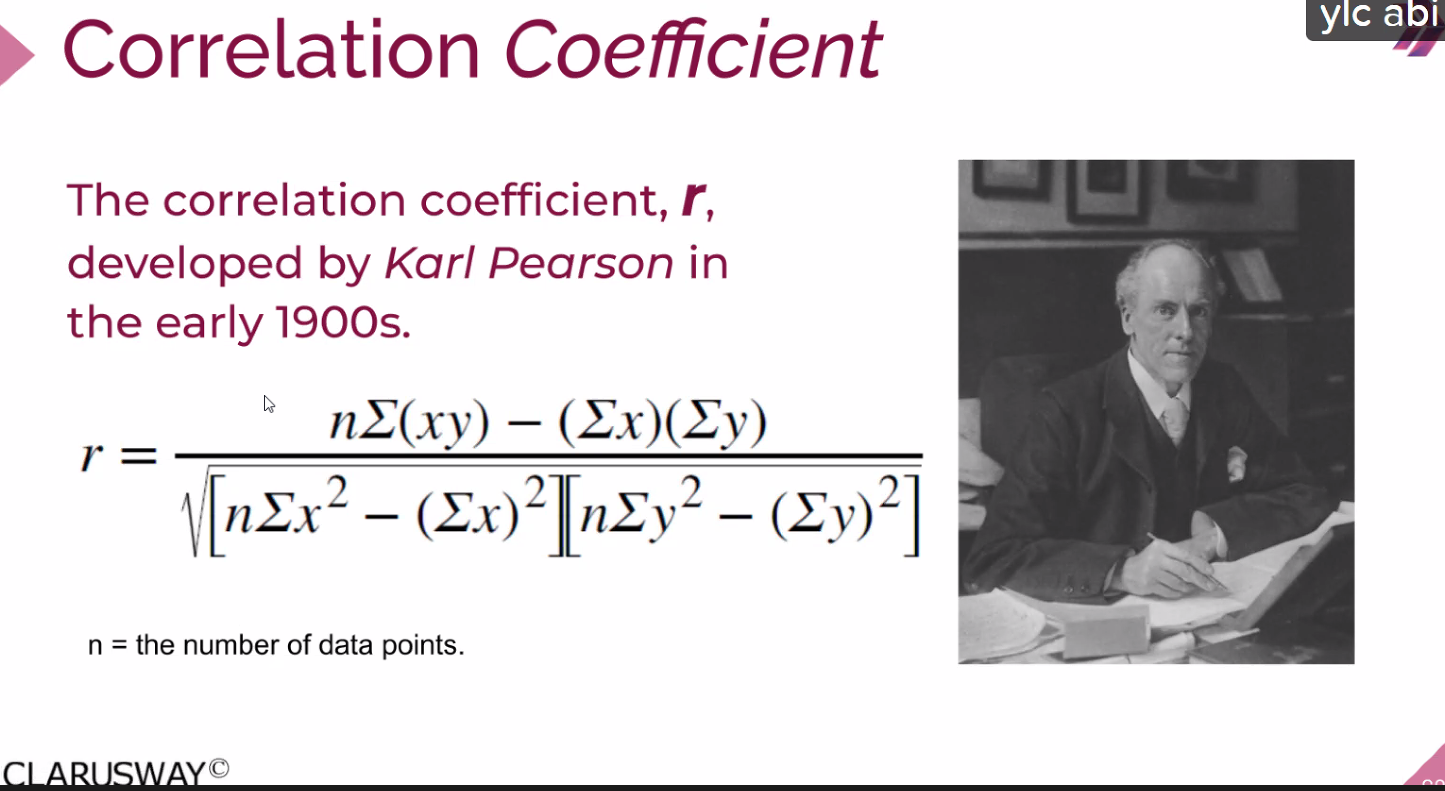 ylc abi
Correlation Coefficient
The correlation coefficient, r,
developed by Karl Pearson in
the early 1900s.
r = nΣ(xy) – (Σx)(Σy) / √[nΣx² – (Σx)²][nΣy² – (Σy)²]
n = the number of data points.
CLARUSWAY©